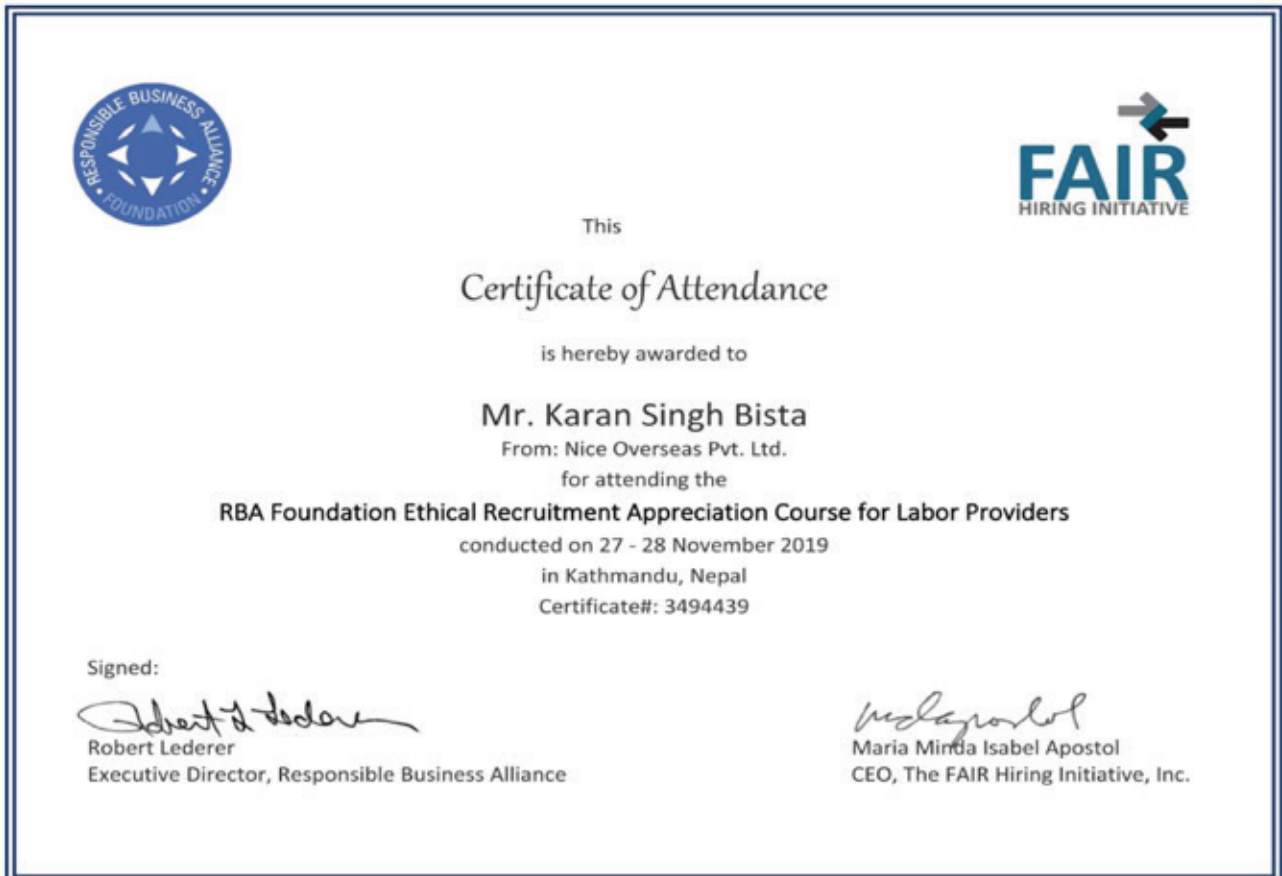 RESPONSIBLE BUSINESS ALLIANCE
FOUNDATION
FAIR
HIRING INITIATIVE
This
Certificate of Attendance
is hereby awarded to
Mr. Karan Singh Bista
From: Nice Overseas Pvt. Ltd.
for attending the
RBA Foundation Ethical Recruitment Appreciation Course for Labor Providers
conducted on 27 - 28 November 2019
in Kathmandu, Nepal
Certificate#: 3494439
Signed:
Robert Lederer
Executive Director, Responsible Business Alliance
Maria Minda Isabel Apostol
CEO, The FAIR Hiring Initiative, Inc.